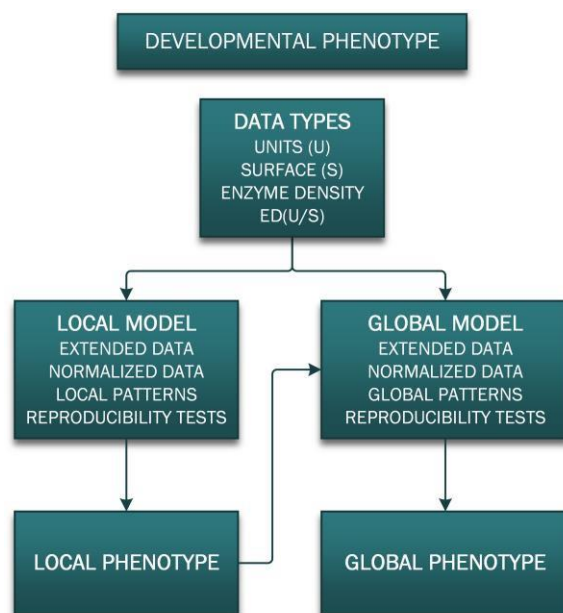 DEVELOPMENTAL PHENOTYPE
DATA TYPES
UNITS (U)
SURFACE (S)
ENZYME DENSITY
ED(U/S)
LOCAL MODEL
EXTENDED DATA
NORMALIZED DATA
LOCAL PATTERNS
REPRODUCIBILITY TESTS
GLOBAL MODEL
EXTENDED DATA
NORMALIZED DATA
GLOBAL PATTERNS
REPRODUCIBILITY TESTS
LOCAL PHENOTYPE
GLOBAL PHENOTYPE